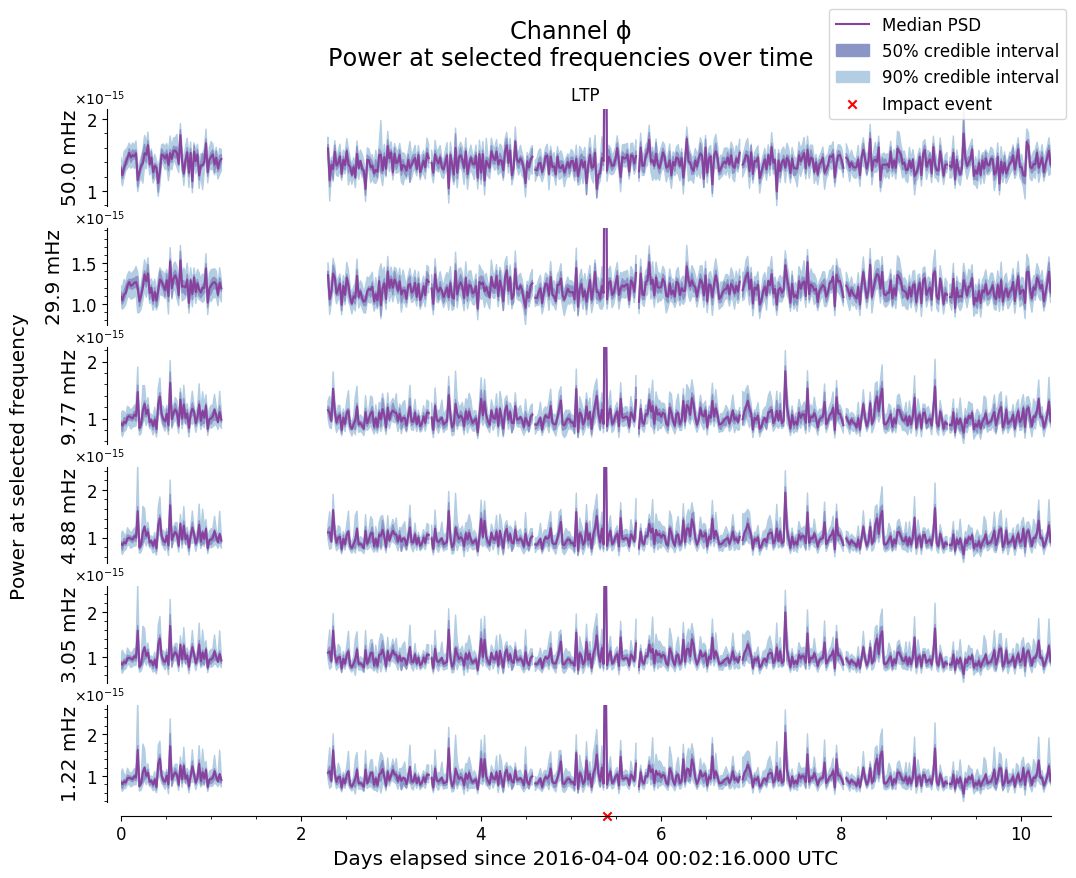 Channel ϕ
Power at selected frequencies over time
Median PSD
50% credible interval
90% credible interval
Impact event
LTP
Power at selected frequency
×10⁻¹⁵
50.0 mHz
2
1
×10⁻¹⁵
29.9 mHz
1.5
1.0
×10⁻¹⁵
9.77 mHz
2
1
×10⁻¹⁵
4.88 mHz
2
1
×10⁻¹⁵
3.05 mHz
2
1
×10⁻¹⁵
1.22 mHz
2
1
0 2 4 6 8 10
Days elapsed since 2016-04-04 00:02:16.000 UTC